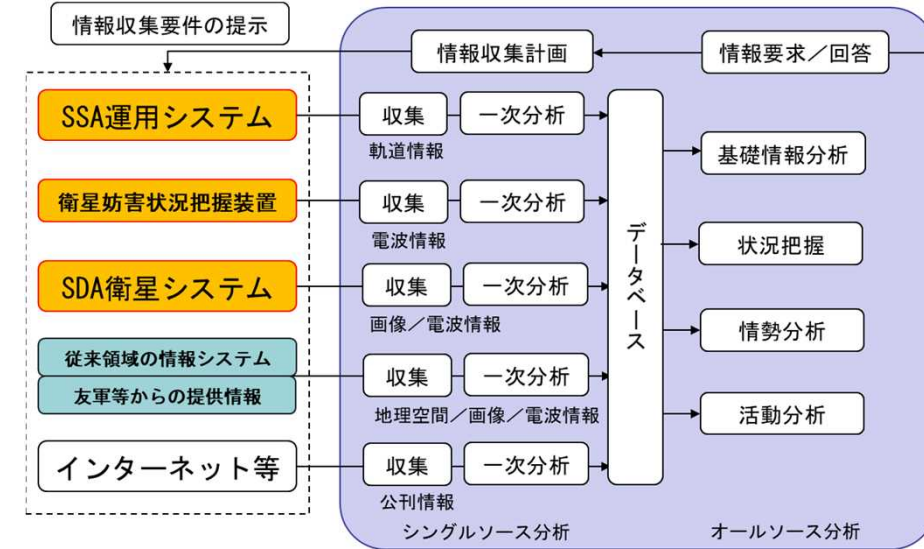 情報収集要件の提示
情報収集計画
情報要求／回答
SSA運用システム
収集
一次分析
軌道情報
衛星妨害状況把握装置
収集
一次分析
電波情報
SDA衛星システム
収集
一次分析
画像／電波情報
従来領域の情報システム
友軍等からの提供情報
収集
一次分析
地理空間／画像／電波情報
インターネット等
収集
一次分析
公刊情報
データベース
基礎情報分析
状況把握
情勢分析
活動分析
シングルソース分析
オールソース分析